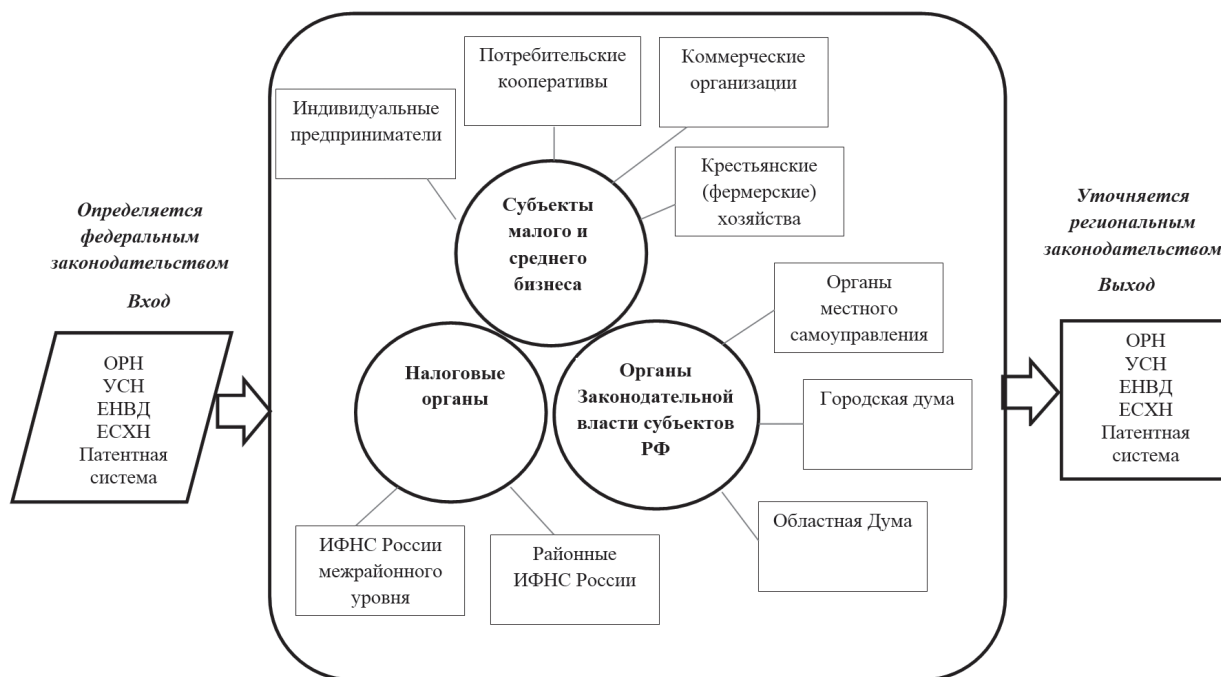 Определяется
федеральным
законодательством
Вход
ОРН
УСН
ЕНВД
ЕСХН
Патентная
система
Индивидуальные
предприниматели
Потребительские
кооперативы
Коммерческие
организации
Крестьянские
(фермерские)
хозяйства
Субъекты
малого и
среднего
бизнеса
Налоговые
органы
Органы
Законодательной
власти субъектов
РФ
Органы
местного
самоуправления
Городская дума
Областная Дума
ИФНС России
межрайонного
уровня
Районные
ИФНС России
Уточняется
региональным
законодательством
Выход
ОРН
УСН
ЕНВД
ЕСХН
Патентная
система